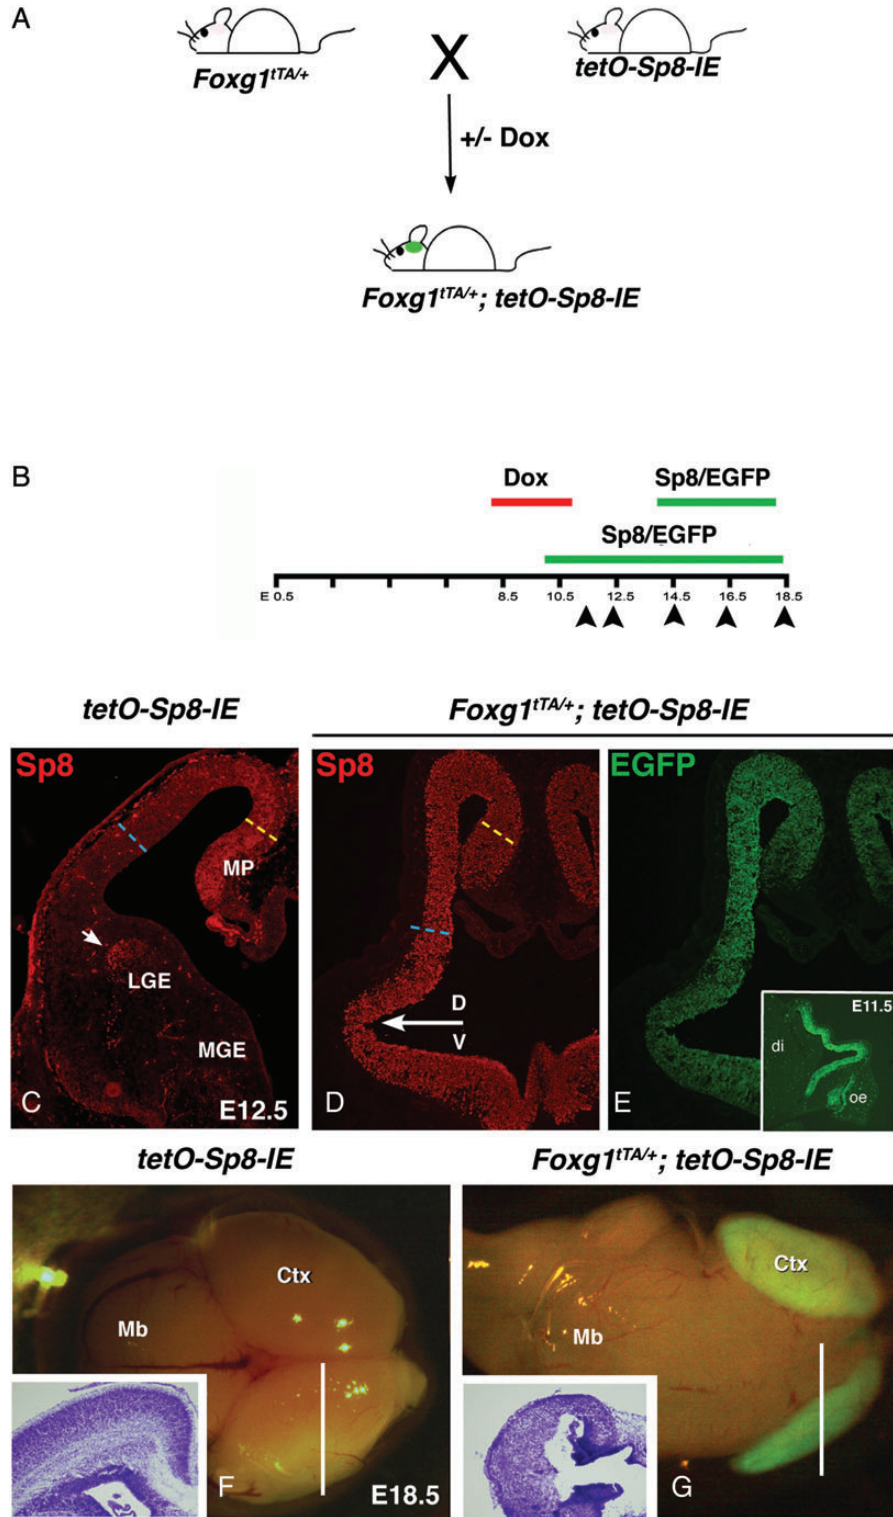 A
Foxg1tTA/+
X
tetO-Sp8-IE
+/- Dox
Foxg1tTA/+; tetO-Sp8-IE
B
Dox
Sp8/EGFP
Sp8/EGFP
E 0.5
8.5
10.5
12.5
14.5
16.5
18.5
tetO-Sp8-IE
Foxg1tTA/+; tetO-Sp8-IE
Sp8
MP
LGE
MGE
C
E12.5
Sp8
D
V
D
EGFP
E11.5
di
oe
E
tetO-Sp8-IE
Foxg1tTA/+; tetO-Sp8-IE
Ctx
Mb
F
E18.5
Ctx
Mb
G